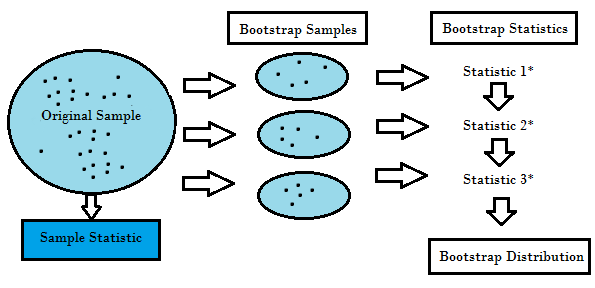 Bootstrap Samples
Bootstrap Statistics
Original Sample
Statistic 1*
Statistic 2*
Statistic 3*
Sample Statistic
Bootstrap Distribution